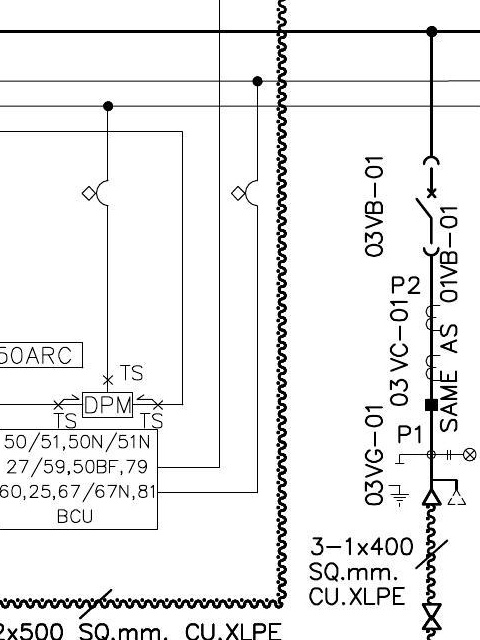 03VB-01
01VB-01
P2
03 VC-01
SAME AS
50ARC
TS
DPM
TS
TS
P1
03VG-01
50/51,50N/51N
27/59,50BF,79
60,25,67/67N,81
BCU
3-1x400
SQ.mm.
CU.XLPE
2x500 SQ.mm. CU.XLPE